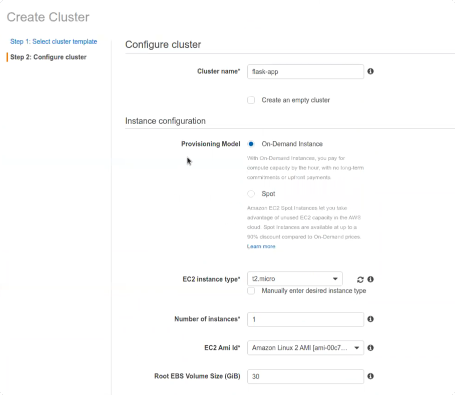 Create Cluster
Step 1: Select cluster template
Step 2: Configure cluster
Configure cluster
Cluster name* flask-app
Create an empty cluster
Instance configuration
Provisioning Model On-Demand Instance
With On-Demand Instances, you pay for
compute capacity by the hour, with no long-term
commitments or upfront payments.
Spot
Amazon EC2 Spot Instances let you take
advantage of unused EC2 capacity in the AWS
cloud. Spot Instances are available at up to a
90% discount compared to On-Demand prices.
Learn more
EC2 instance type* t2.micro
Manually enter desired instance type
Number of instances* 1
EC2 Ami Id* Amazon Linux 2 AMI [ami-00c7...
Root EBS Volume Size (GiB) 30